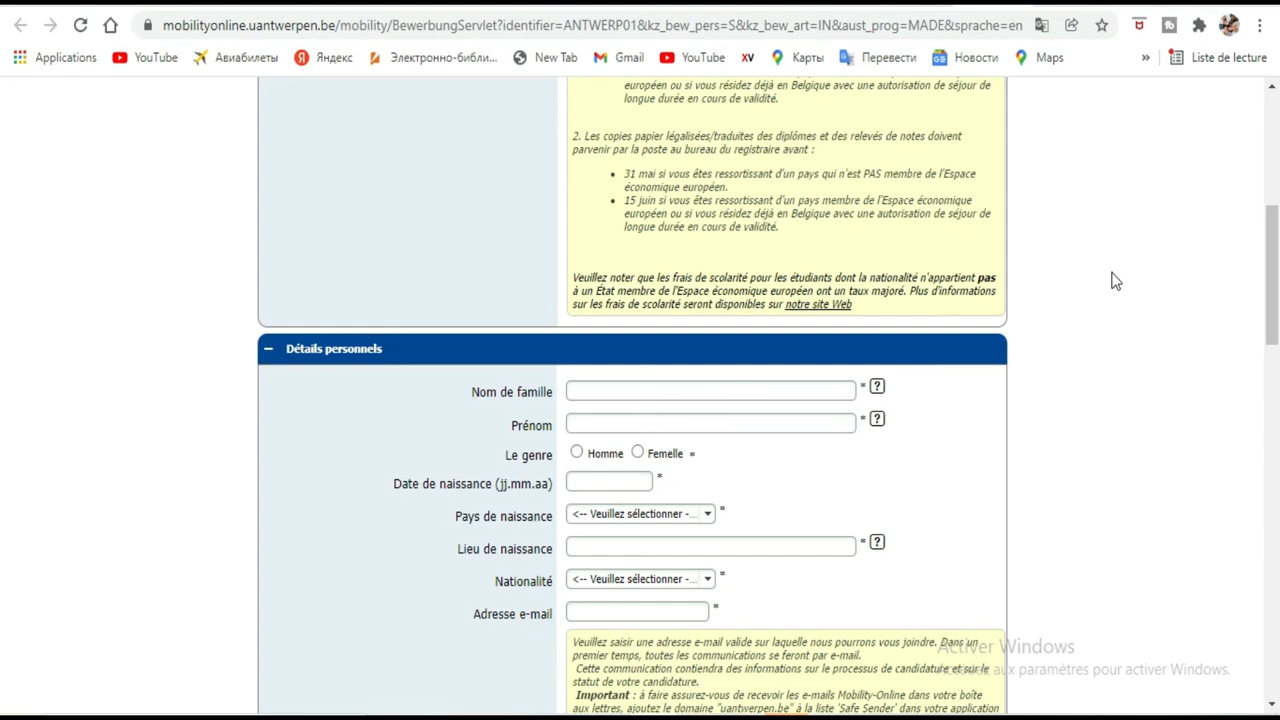 mobilityonline.uantwerpen.be/mobility/BewerbungServlet?identifier=ANTWERP01&kz_bew_pers=S&kz_bew_art=IN&aust_prog=MADE&sprache=en
Applications YouTube Авиабилеты Яндекс Электронно-библи... New Tab Gmail YouTube XV Карты Перевести Новости Maps » Liste de lecture
européen ou si vous résidez déjà en Belgique avec une autorisation de séjour de
longue durée en cours de validité.
2. Les copies papier légalisées/traduites des diplômes et des relevés de notes doivent
parvenir par la poste au bureau du registraire avant :
• 31 mai si vous êtes ressortissant d'un pays qui n'est PAS membre de l'Espace
économique européen.
• 15 juin si vous êtes ressortissant d'un pays membre de l'Espace économique
européen ou si vous résidez déjà en Belgique avec une autorisation de séjour de
longue durée en cours de validité.
Veuillez noter que les frais de scolarité pour les étudiants dont la nationalité n'appartient pas
à un État membre de l'Espace économique européen ont un taux majoré. Plus d'informations
sur les frais de scolarité seront disponibles sur notre site Web
– Détails personnels
Nom de famille * ?
Prénom * ?
Le genre Homme Femelle *
Date de naissance (jj.mm.aa) *
Pays de naissance <-- Veuillez sélectionner -... *
Lieu de naissance * ?
Nationalité <-- Veuillez sélectionner -... *
Adresse e-mail *
Veuillez saisir une adresse e-mail valide sur laquelle nous pourrons vous joindre. Dans un
premier temps, toutes les communications se feront par e-mail.
Cette communication contiendra des informations sur le processus de candidature et sur le
statut de votre candidature.
Important : à faire assurez-vous de recevoir les e-mails Mobility-Online dans votre boîte
aux lettres, ajoutez le domaine "uantwerpen.be" à la liste 'Safe Sender' dans votre application
Activer Windows
Accédez aux paramètres pour activer Windows.